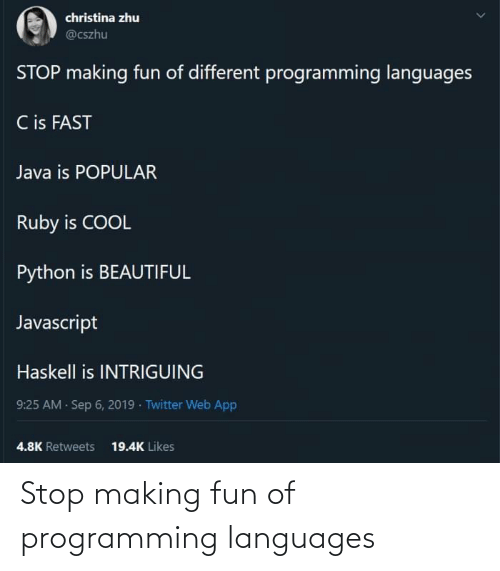 christina zhu
@cszhu
STOP making fun of different programming languages
C is FAST
Java is POPULAR
Ruby is COOL
Python is BEAUTIFUL
Javascript
Haskell is INTRIGUING
9:25 AM · Sep 6, 2019 · Twitter Web App
4.8K Retweets 19.4K Likes
Stop making fun of
programming languages